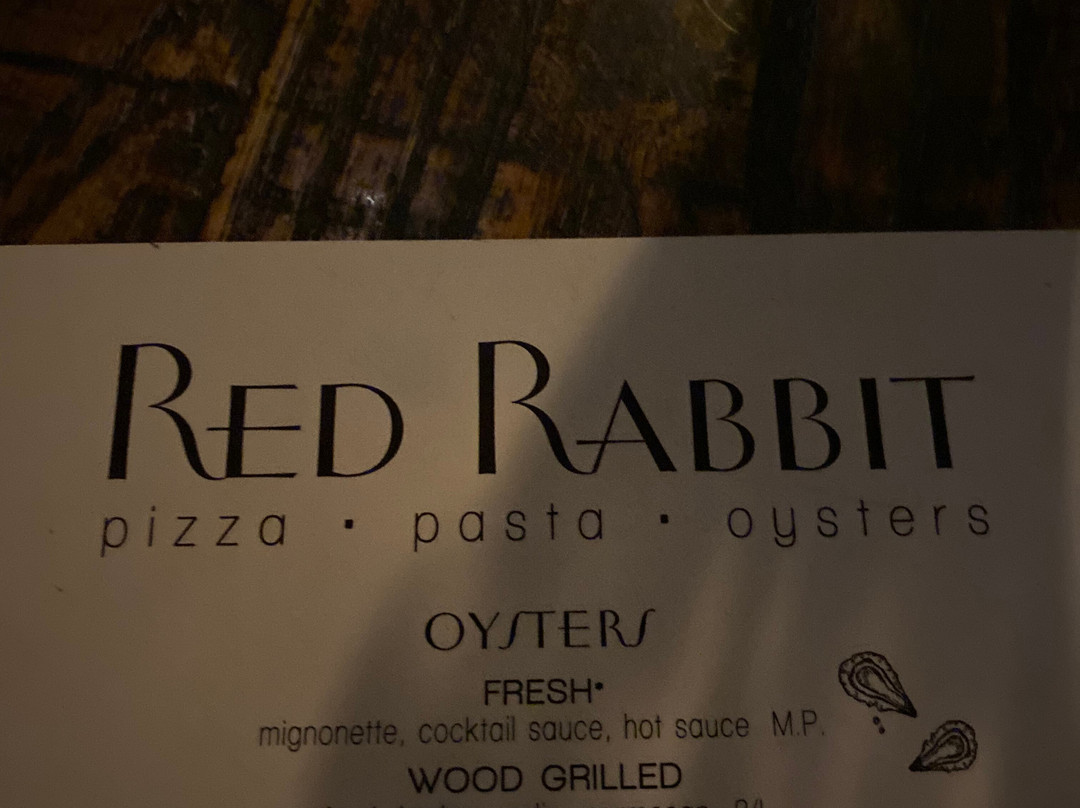 RED RABBIT
pizza · pasta · oysters
OYSTERS
FRESH*
mignonette, cocktail sauce, hot sauce M.P.
WOOD GRILLED